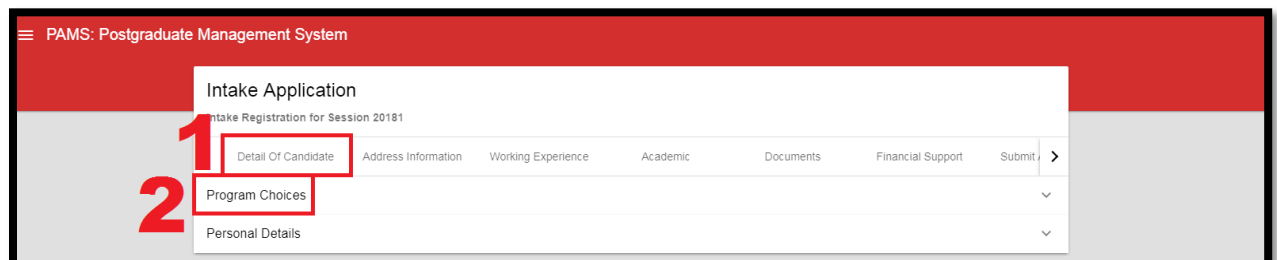 PAMS: Postgraduate Management System
Intake Application
Intake Registration for Session 20181
1
Detail Of Candidate Address Information Working Experience Academic Documents Financial Support Submit
2
Program Choices
Personal Details